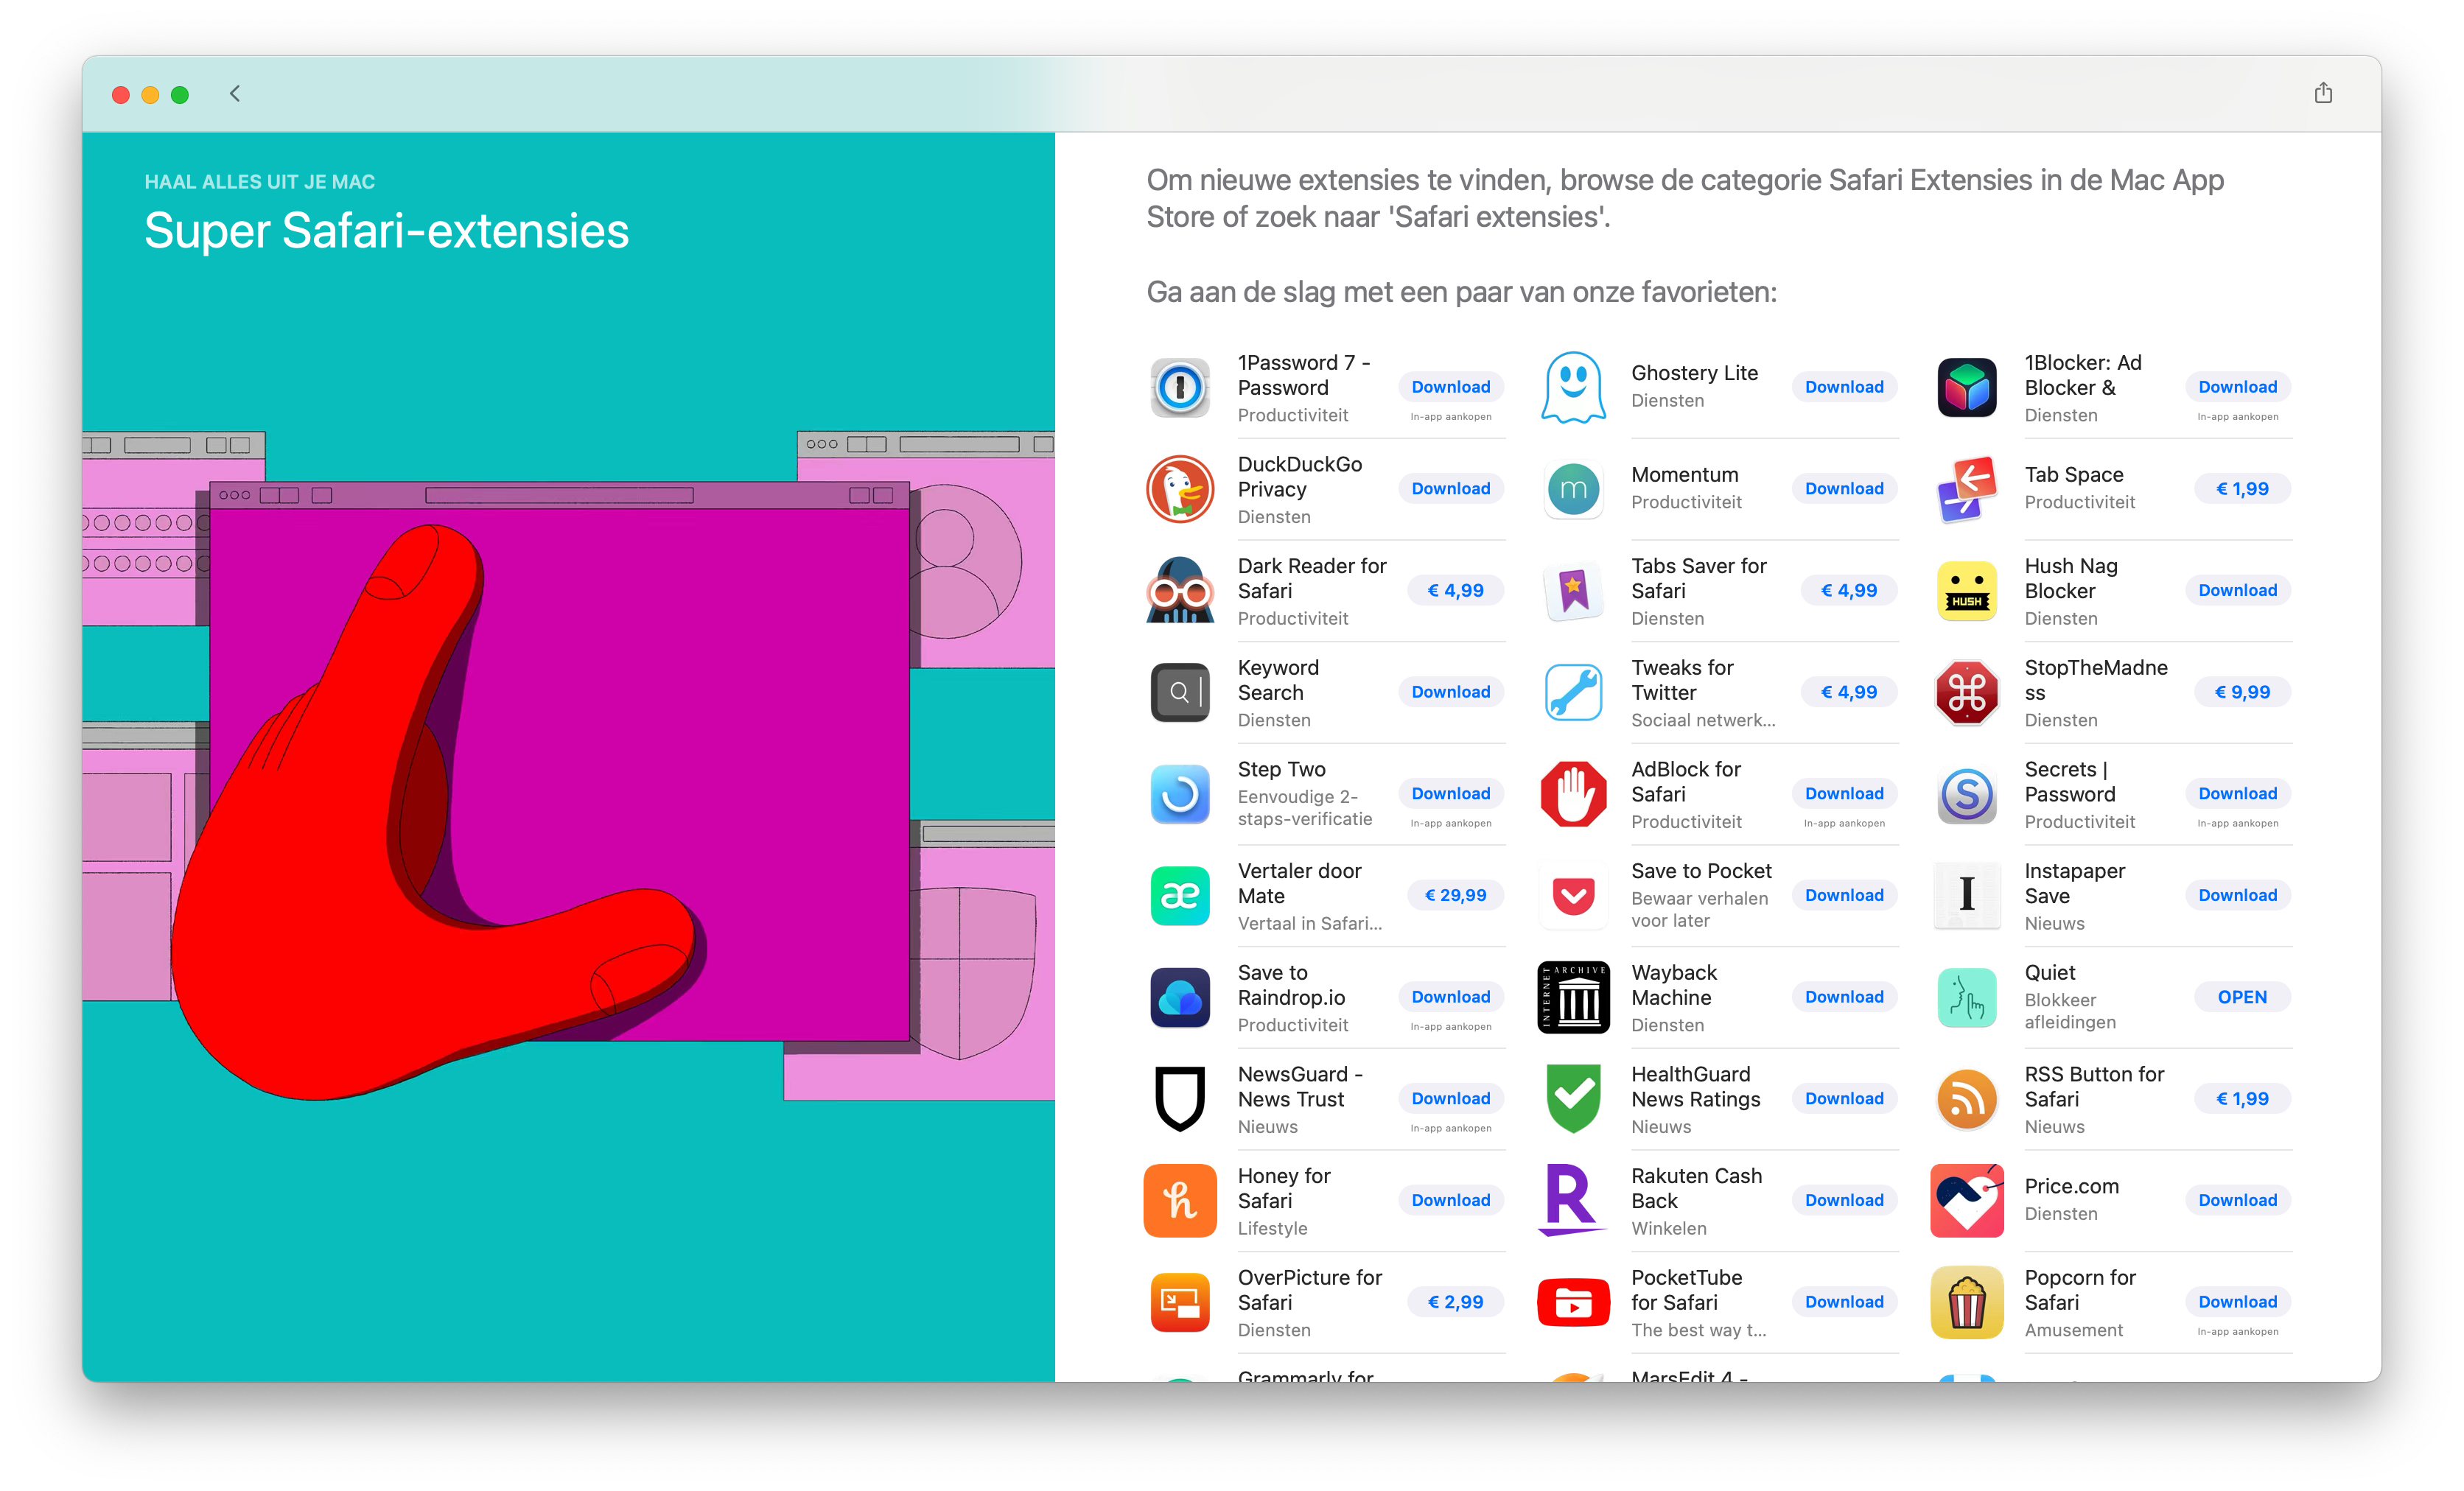 HAAL ALLES UIT JE MAC
Super Safari-extensies
Om nieuwe extensies te vinden, browse de categorie Safari Extensies in de Mac App
Store of zoek naar 'Safari extensies'.
Ga aan de slag met een paar van onze favorieten:
1Password 7 -
Password
Productiviteit
Download
In-app aankopen
Ghostery Lite
Diensten
Download
1Blocker: Ad
Blocker &
Diensten
Download
In-app aankopen
DuckDuckGo
Privacy
Diensten
Download
m
Momentum
Productiviteit
Download
Tab Space
Productiviteit
€ 1,99
Dark Reader for
Safari
Productiviteit
€ 4,99
Tabs Saver for
Safari
Diensten
€ 4,99
HUSH
Hush Nag
Blocker
Diensten
Download
Keyword
Search
Diensten
Download
Tweaks for
Twitter
Sociaal netwerk...
€ 4,99
StopTheMadne
ss
Diensten
€ 9,99
Step Two
Eenvoudige 2-
staps-verificatie
Download
In-app aankopen
AdBlock for
Safari
Productiviteit
Download
In-app aankopen
S
Secrets |
Password
Productiviteit
Download
In-app aankopen
æ
Vertaler door
Mate
Vertaal in Safari...
€ 29,99
Save to Pocket
Bewaar verhalen
voor later
Download
I
Instapaper
Save
Nieuws
Download
Save to
Raindrop.io
Productiviteit
Download
In-app aankopen
INTERNET ARCHIVE
Wayback
Machine
Diensten
Download
Quiet
Blokkeer
afleidingen
OPEN
NewsGuard -
News Trust
Nieuws
Download
In-app aankopen
HealthGuard
News Ratings
Nieuws
Download
RSS Button for
Safari
Nieuws
€ 1,99
h
Honey for
Safari
Lifestyle
Download
R
Rakuten Cash
Back
Winkelen
Download
Price.com
Diensten
Download
OverPicture for
Safari
Diensten
€ 2,99
PocketTube
for Safari
The best way t...
Download
Popcorn for
Safari
Amusement
Download
In-app aankopen
Grammarly for
MarsEdit 4 -